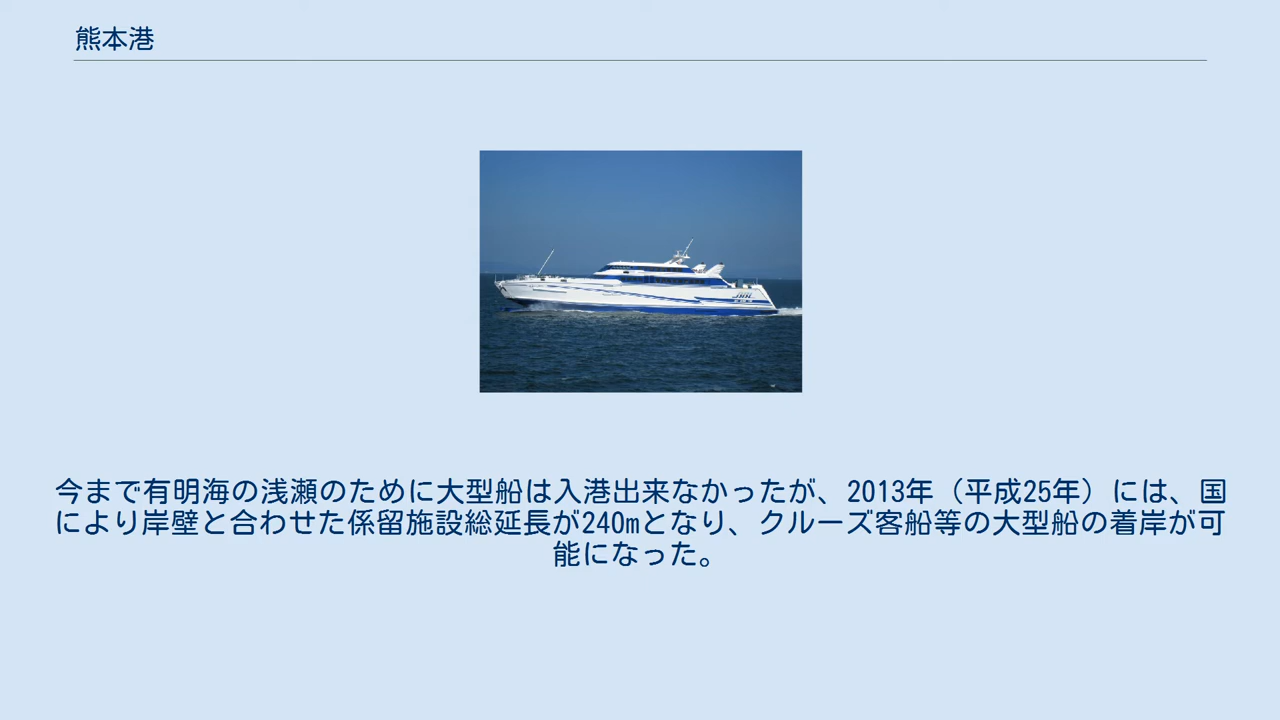 熊本港
今まで有明海の浅瀬のために大型船は入港出来なかったが、2013年（平成25年）には、国
により岸壁と合わせた係留施設総延長が240mとなり、クルーズ客船等の大型船の着岸が可
能になった。